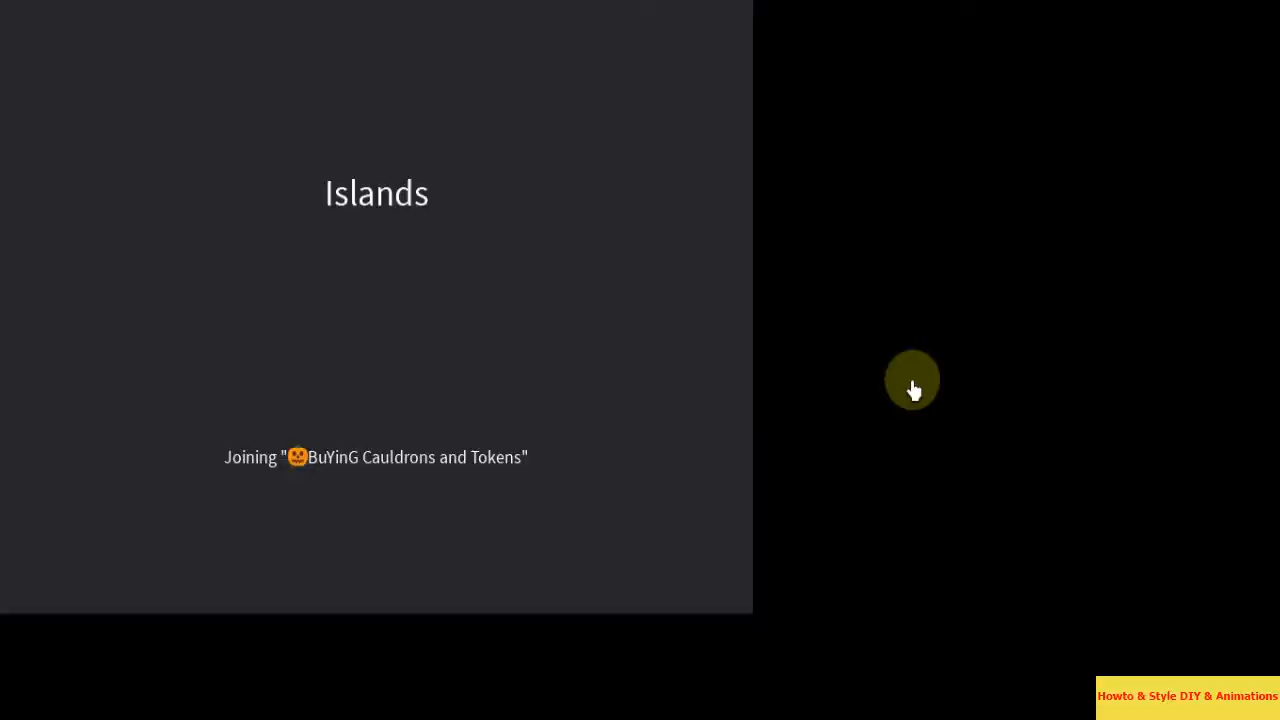 Islands
Joining "🎃BuYinG Cauldrons and Tokens"
Howto & Style DIY & Animations